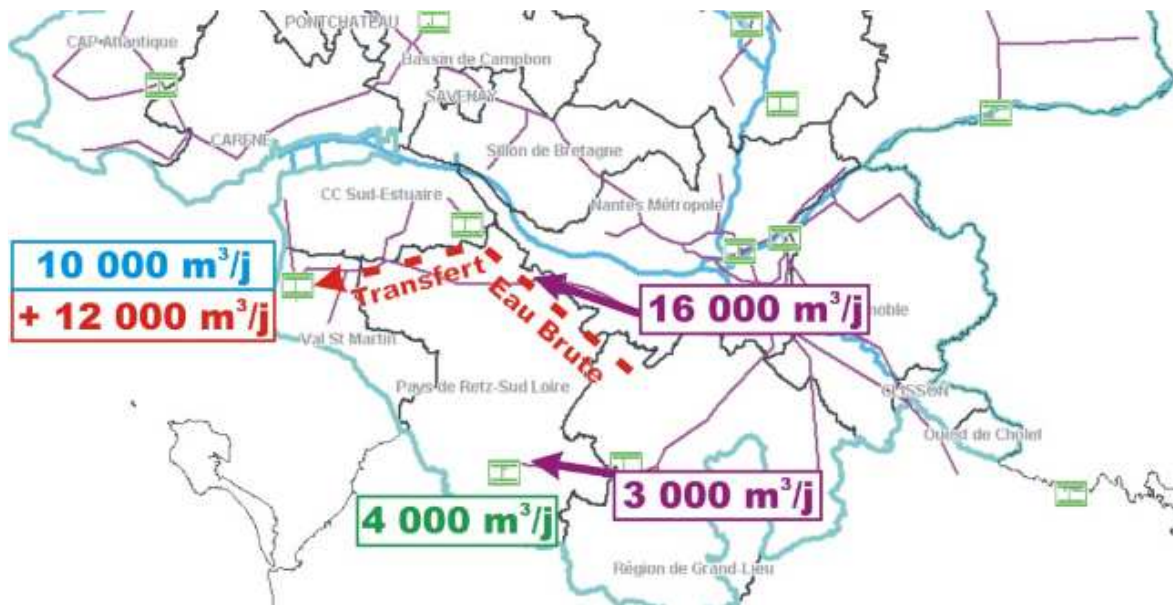 PONTCHATEAU
CAP-Atlantique
Bassin de Campbon
SAVENAY
CARENE
Sillon de Bretagne
CC Sud-Estuaire
Nantes Métropole
10 000 m³/j
+ 12 000 m³/j
Transfert
Eau Brute
16 000 m³/j
noble
Val St Martin
Pays de Retz-Sud Loire
CLISSON
Ouest de Cholet
3 000 m³/j
4 000 m³/j
Région de Grand-Lieu